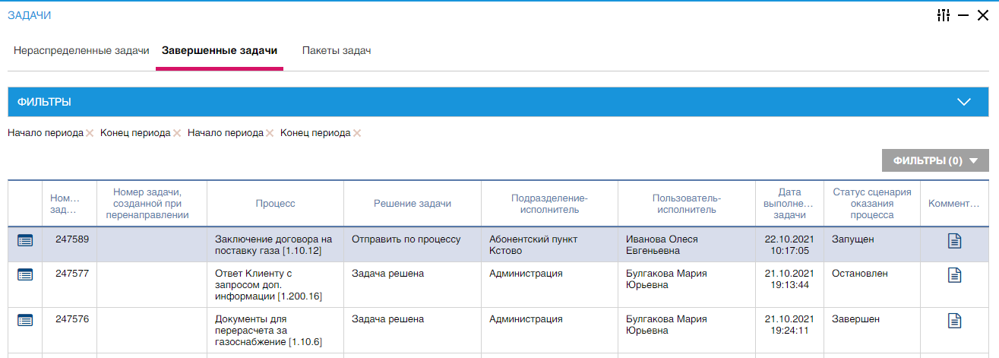 ЗАДАЧИ
Нераспределенные задачи Завершенные задачи Пакеты задач
ФИЛЬТРЫ
Начало периода Конец периода Начало периода Конец периода
ФИЛЬТРЫ (0)
Ном...
зад...
Номер задачи,
созданной при
перенаправлении
Процесс
Решение задачи
Подразделение-
исполнитель
Пользователь-
исполнитель
Дата
выполне...
задачи
Статус сценария
оказания
процесса
Коммент...
247589
Заключение договора на
поставку газа [1.10.12]
Отправить по процессу
Абонентский пункт
Кстово
Иванова Олеся
Евгеньевна
22.10.2021
10:17:05
Запущен
247577
Ответ Клиенту с
запросом доп.
информации [1.200.16]
Задача решена
Администрация
Булгакова Мария
Юрьевна
21.10.2021
19:13:44
Остановлен
247576
Документы для
перерасчета за
газоснабжение [1.10.6]
Задача решена
Администрация
Булгакова Мария
Юрьевна
21.10.2021
19:24:11
Завершен